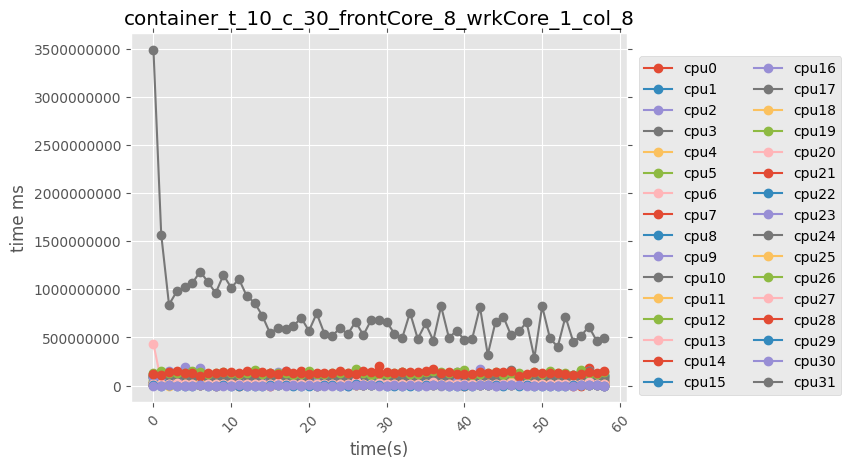 container_t_10_c_30_frontCore_8_wrkCore_1_col_8
3500000000
3000000000
2500000000
2000000000
1500000000
1000000000
500000000
0
time ms
0
10
20
30
40
50
60
time(s)
cpu0
cpu1
cpu2
cpu3
cpu4
cpu5
cpu6
cpu7
cpu8
cpu9
cpu10
cpu11
cpu12
cpu13
cpu14
cpu15
cpu16
cpu17
cpu18
cpu19
cpu20
cpu21
cpu22
cpu23
cpu24
cpu25
cpu26
cpu27
cpu28
cpu29
cpu30
cpu31